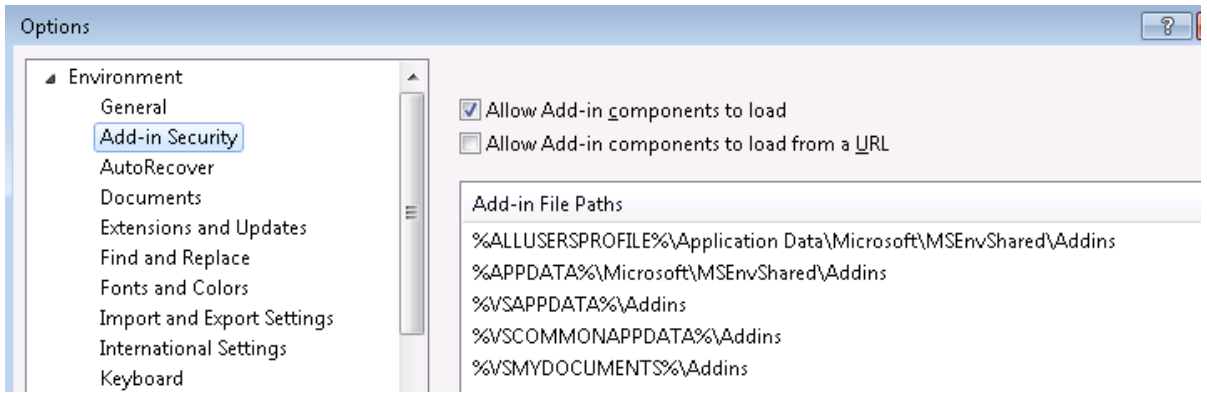 Options
Environment
General
Add-in Security
AutoRecover
Documents
Extensions and Updates
Find and Replace
Fonts and Colors
Import and Export Settings
International Settings
Keyboard
Allow Add-in components to load
Allow Add-in components to load from a URL
Add-in File Paths
%ALLUSERSPROFILE%\Application Data\Microsoft\MSEnvShared\Addins
%APPDATA%\Microsoft\MSEnvShared\Addins
%VSAPPDATA%\Addins
%VSCOMMONAPPDATA%\Addins
%VSMYDOCUMENTS%\Addins